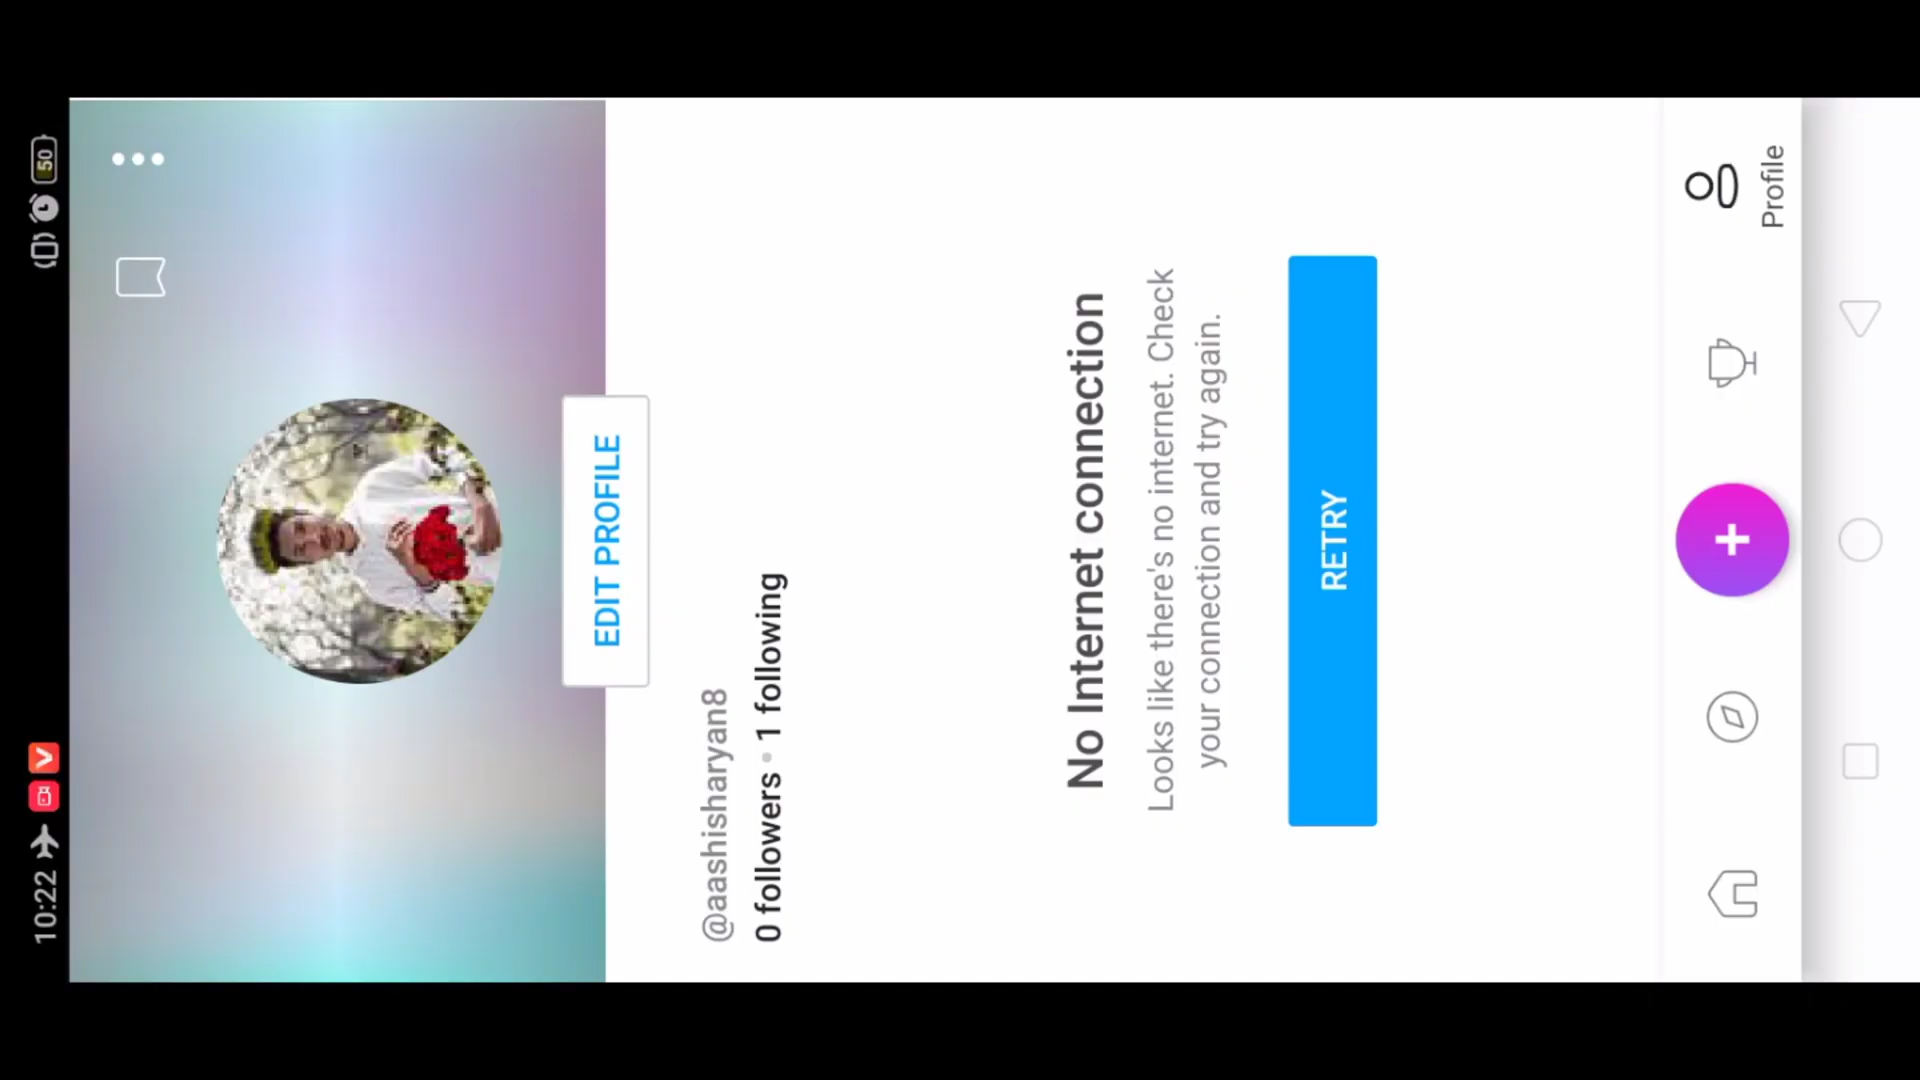 10:22
50
EDIT PROFILE
@aashisharyan8
0 followers • 1 following
No Internet connection
Looks like there's no internet. Check
your connection and try again.
RETRY
Profile